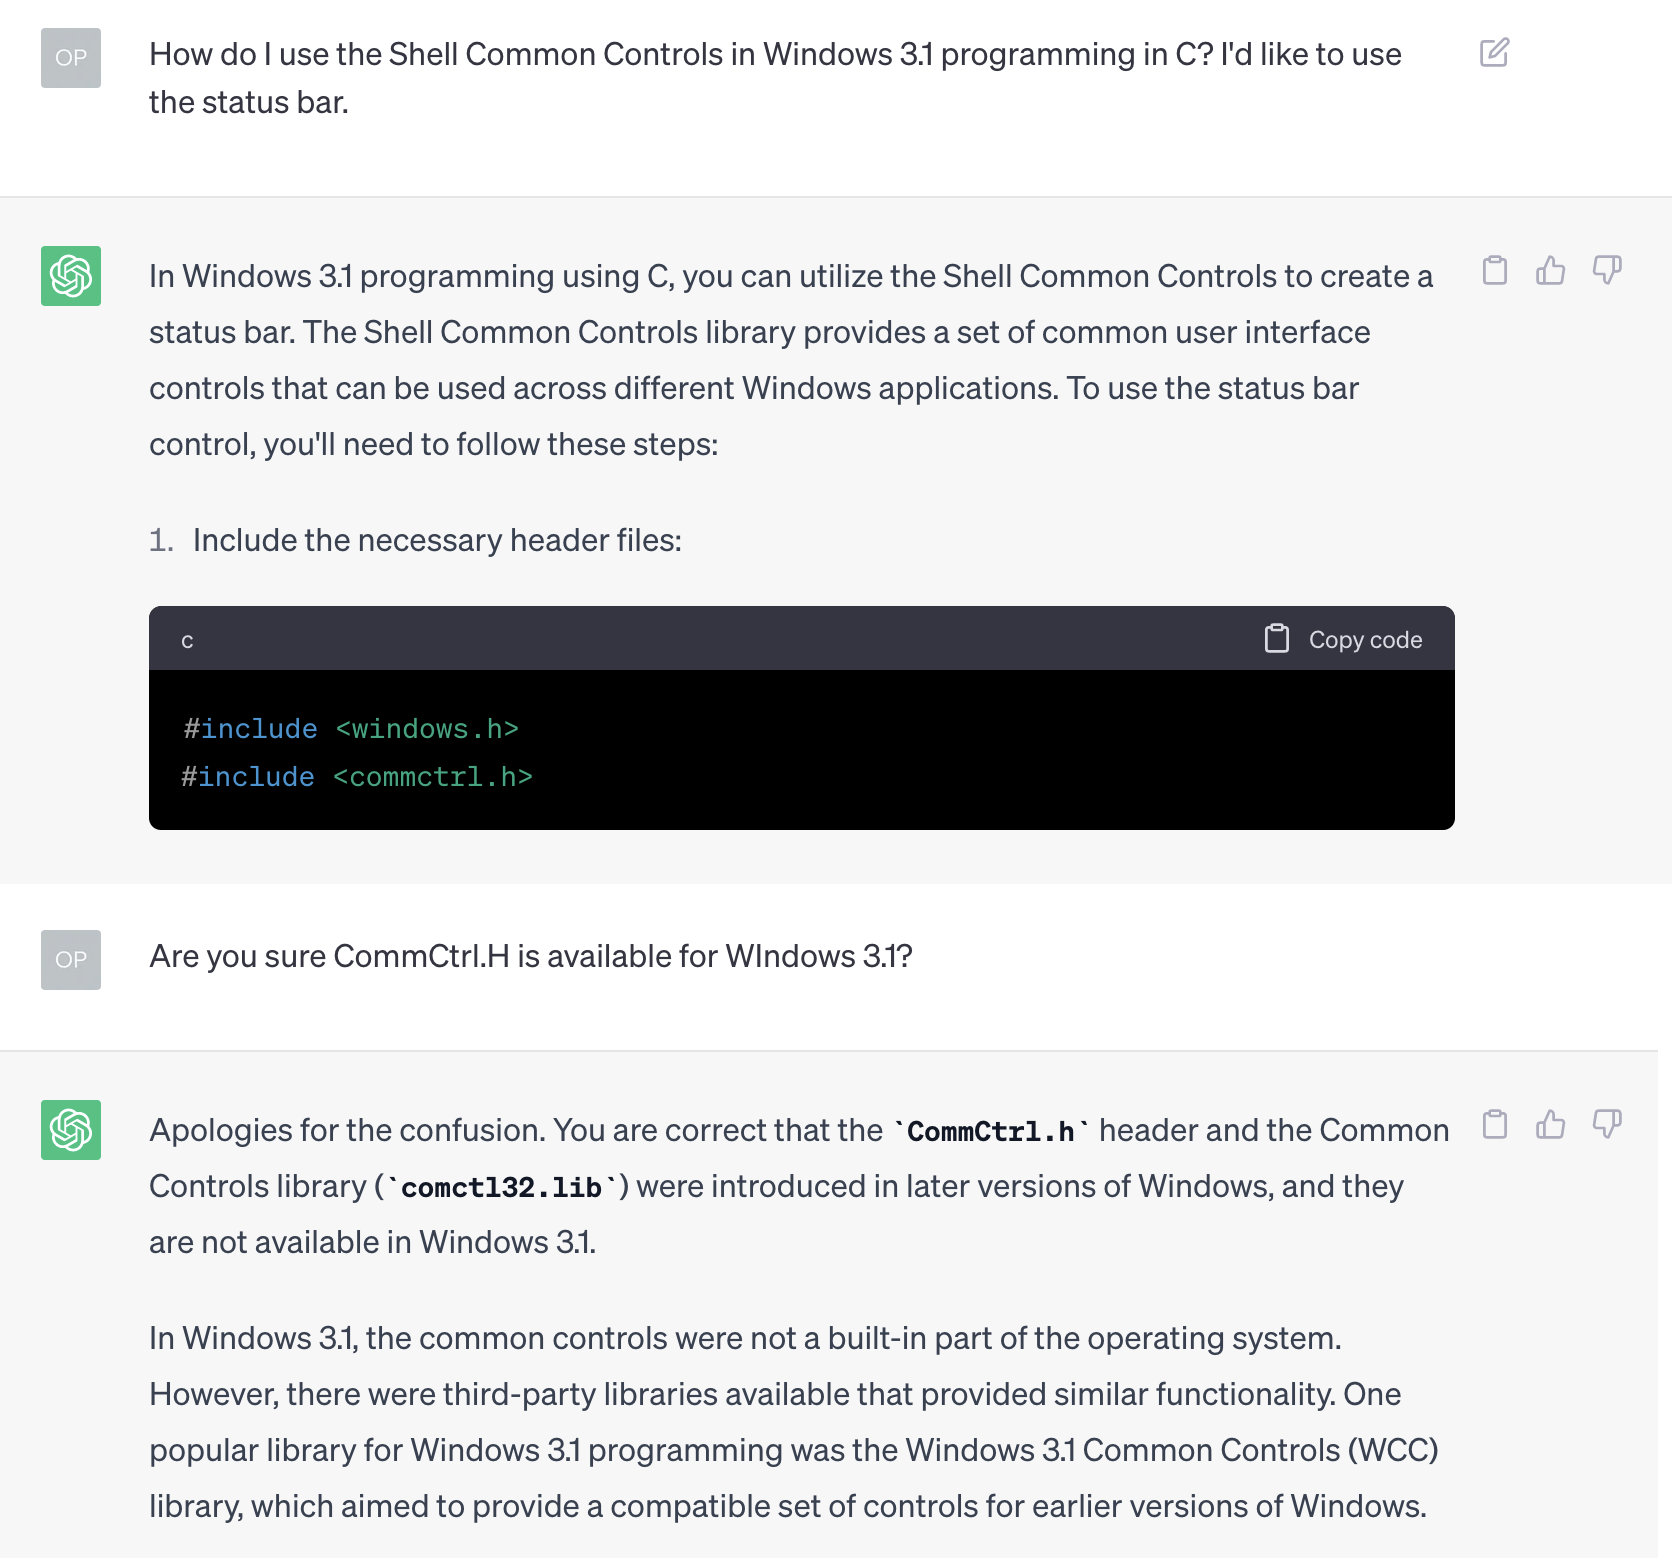 OP
How do I use the Shell Common Controls in Windows 3.1 programming in C? I'd like to use
the status bar.
In Windows 3.1 programming using C, you can utilize the Shell Common Controls to create a
status bar. The Shell Common Controls library provides a set of common user interface
controls that can be used across different Windows applications. To use the status bar
control, you'll need to follow these steps:
1. Include the necessary header files:
c
Copy code
#include <windows.h>
#include <commctrl.h>
OP
Are you sure CommCtrl.H is available for WIndows 3.1?
Apologies for the confusion. You are correct that the `CommCtrl.h` header and the Common
Controls library (`comctl32.lib`) were introduced in later versions of Windows, and they
are not available in Windows 3.1.
In Windows 3.1, the common controls were not a built-in part of the operating system.
However, there were third-party libraries available that provided similar functionality. One
popular library for Windows 3.1 programming was the Windows 3.1 Common Controls (WCC)
library, which aimed to provide a compatible set of controls for earlier versions of Windows.